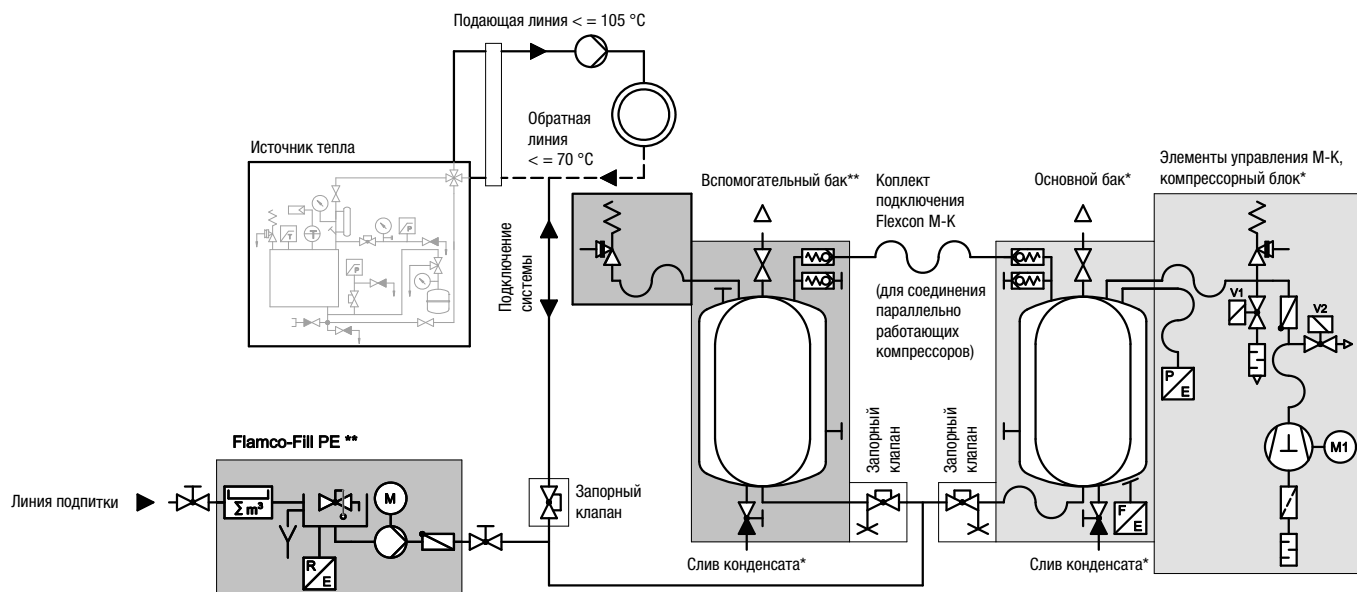 Подающая линия < = 105 °C
Обратная
линия
< = 70 °C
Источник тепла
Подключение
системы
Вспомогательный бак**
Коплект
подключения
Flexcon M-K
(для соединения
параллельно
работающих
компрессоров)
Основной бак*
Элементы управления М-К,
компрессорный блок*
V1
V2
P
E
M1
F
E
Запорный
клапан
Запорный
клапан
Слив конденсата*
Слив конденсата*
Flamco-Fill PE **
Линия подпитки
Σ m³
M
R
E
Запорный
клапан
T
P
P